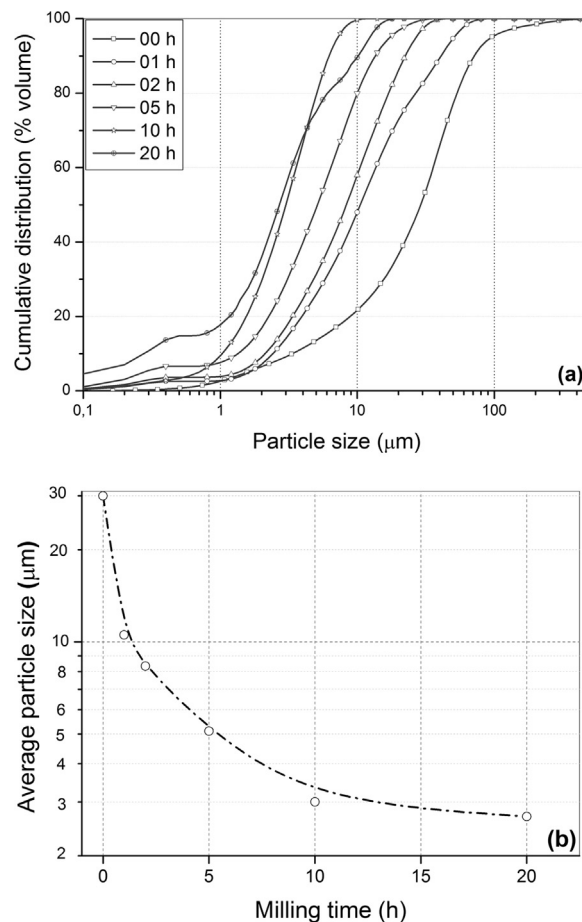 100
80
60
40
20
0
Cumulative distribution (% volume)
00 h
01 h
02 h
05 h
10 h
20 h
(a)
0,1 1 10 100
Particle size (μm)
30
20
10
8
6
5
4
3
2
Average particle size (μm)
(b)
0 5 10 15 20
Milling time (h)